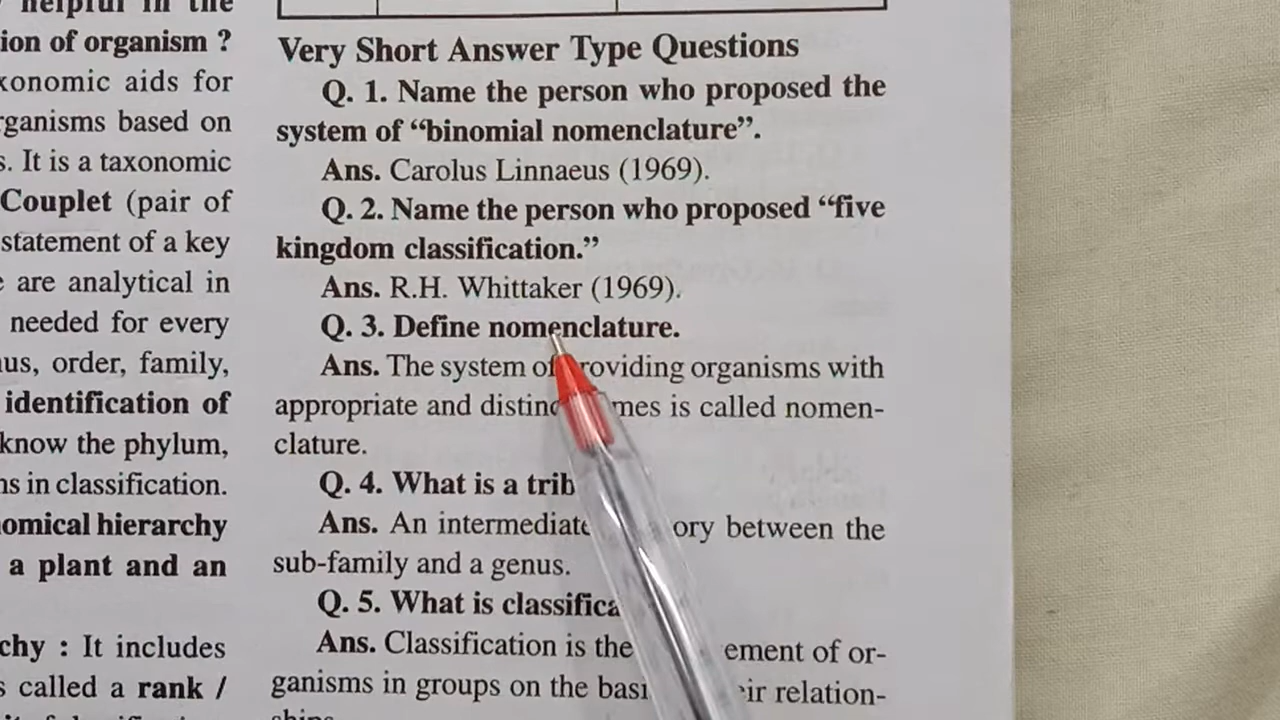 helpful in the
ion of organism ?
xonomic aids for
rganisms based on
s. It is a taxonomic
Couplet (pair of
statement of a key
e are analytical in
needed for every
nus, order, family,
identification of
know the phylum,
ns in classification.
nomical hierarchy
a plant and an
chy : It includes
s called a rank /
Very Short Answer Type Questions
Q. 1. Name the person who proposed the
system of “binomial nomenclature”.
Ans. Carolus Linnaeus (1969).
Q. 2. Name the person who proposed “five
kingdom classification.”
Ans. R.H. Whittaker (1969).
Q. 3. Define nomenclature.
Ans. The system of roviding organisms with
appropriate and distinc mes is called nomen-
clature.
Q. 4. What is a trib
Ans. An intermediate ory between the
sub-family and a genus.
Q. 5. What is classifica
Ans. Classification is the ement of or-
ganisms in groups on the basi eir relation-